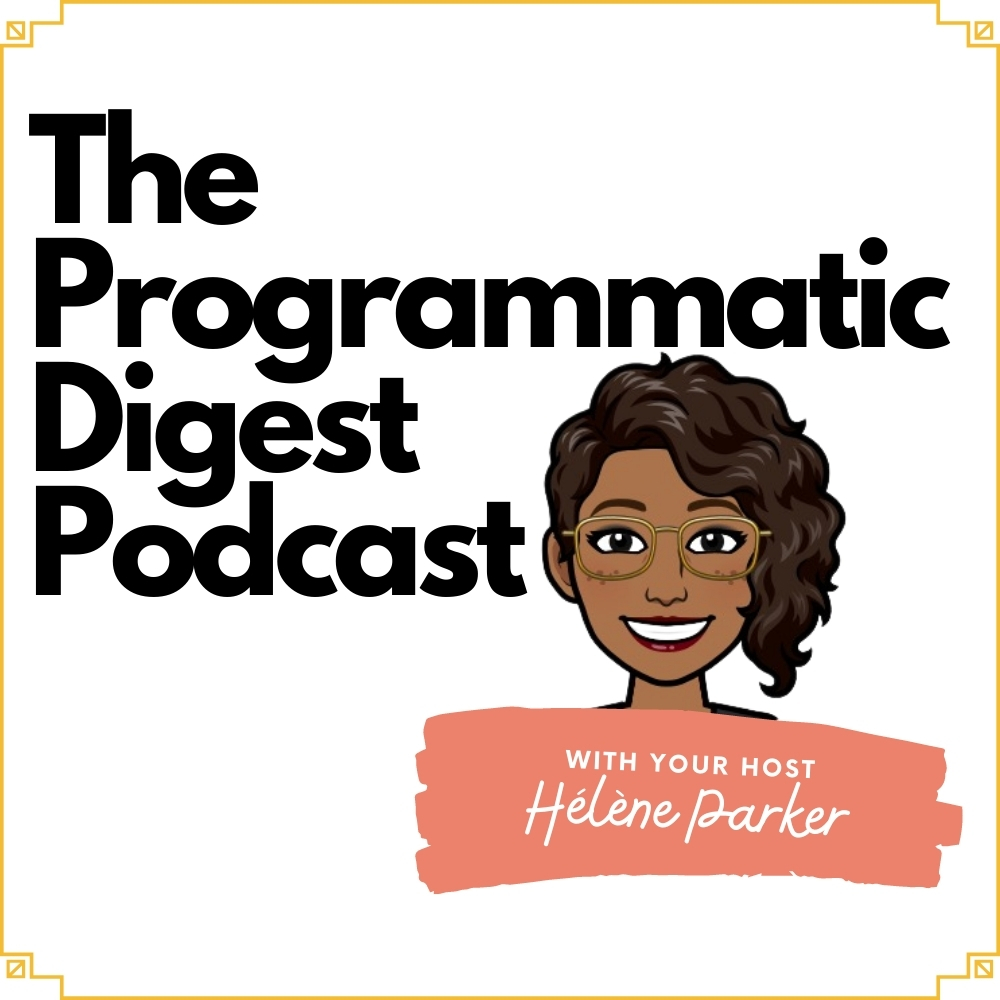 The
Programmatic
Digest
Podcast
WITH YOUR HOST
Hélène Parker